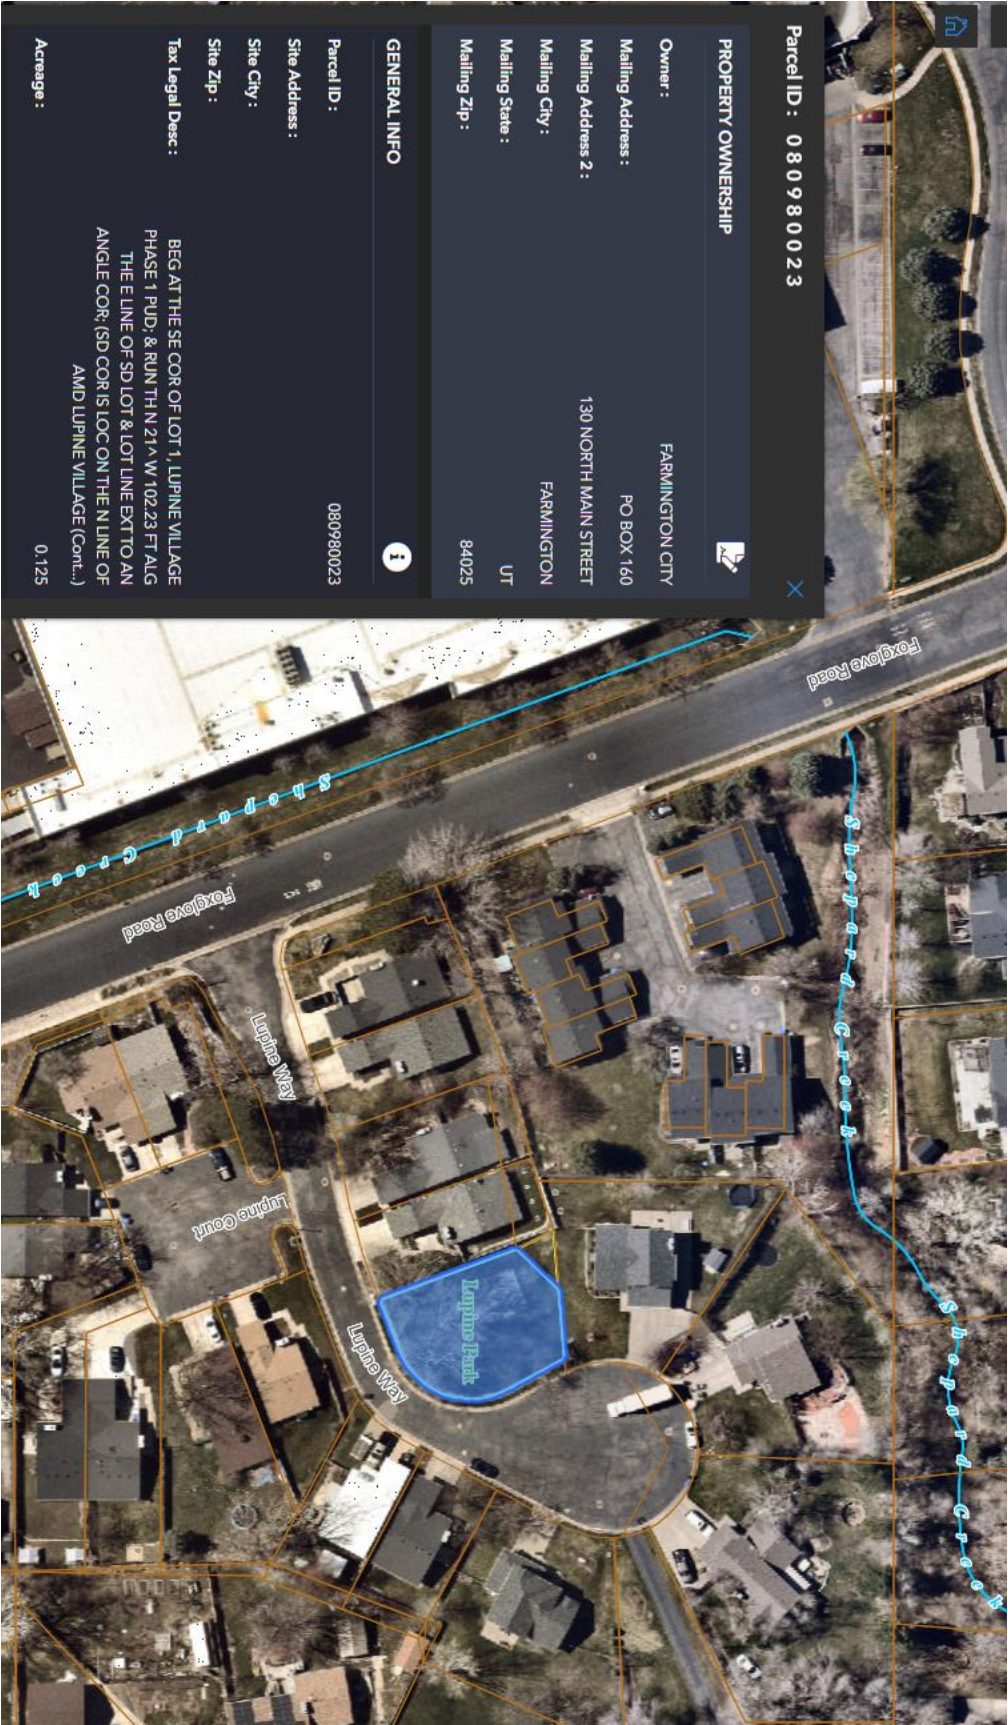 Parcel ID : 080980023
PROPERTY OWNERSHIP
Owner : FARMINGTON CITY
Mailing Address : PO BOX 160
Mailing Address 2 : 130 NORTH MAIN STREET
Mailing City : FARMINGTON
Mailing State : UT
Mailing Zip : 84025
GENERAL INFO
Parcel ID : 080980023
Site Address :
Site City :
Site Zip :
Tax Legal Desc : BEG AT THE SE COR OF LOT 1, LUPINE VILLAGE
PHASE 1 PUD; & RUN TH N 21^ W 102.23 FT ALG
THE E LINE OF SD LOT & LOT LINE EXT TO AN
ANGLE COR; (SD COR IS LOC ON THE N LINE OF
AMD LUPINE VILLAGE (Cont...)
Acreage : 0.125
Foxglove Road
Shepard Creek
Shepard Creek
Shepard Creek
Foxglove Road
Lupine Way
Lupine Court
Lupine Park
Lupine Way